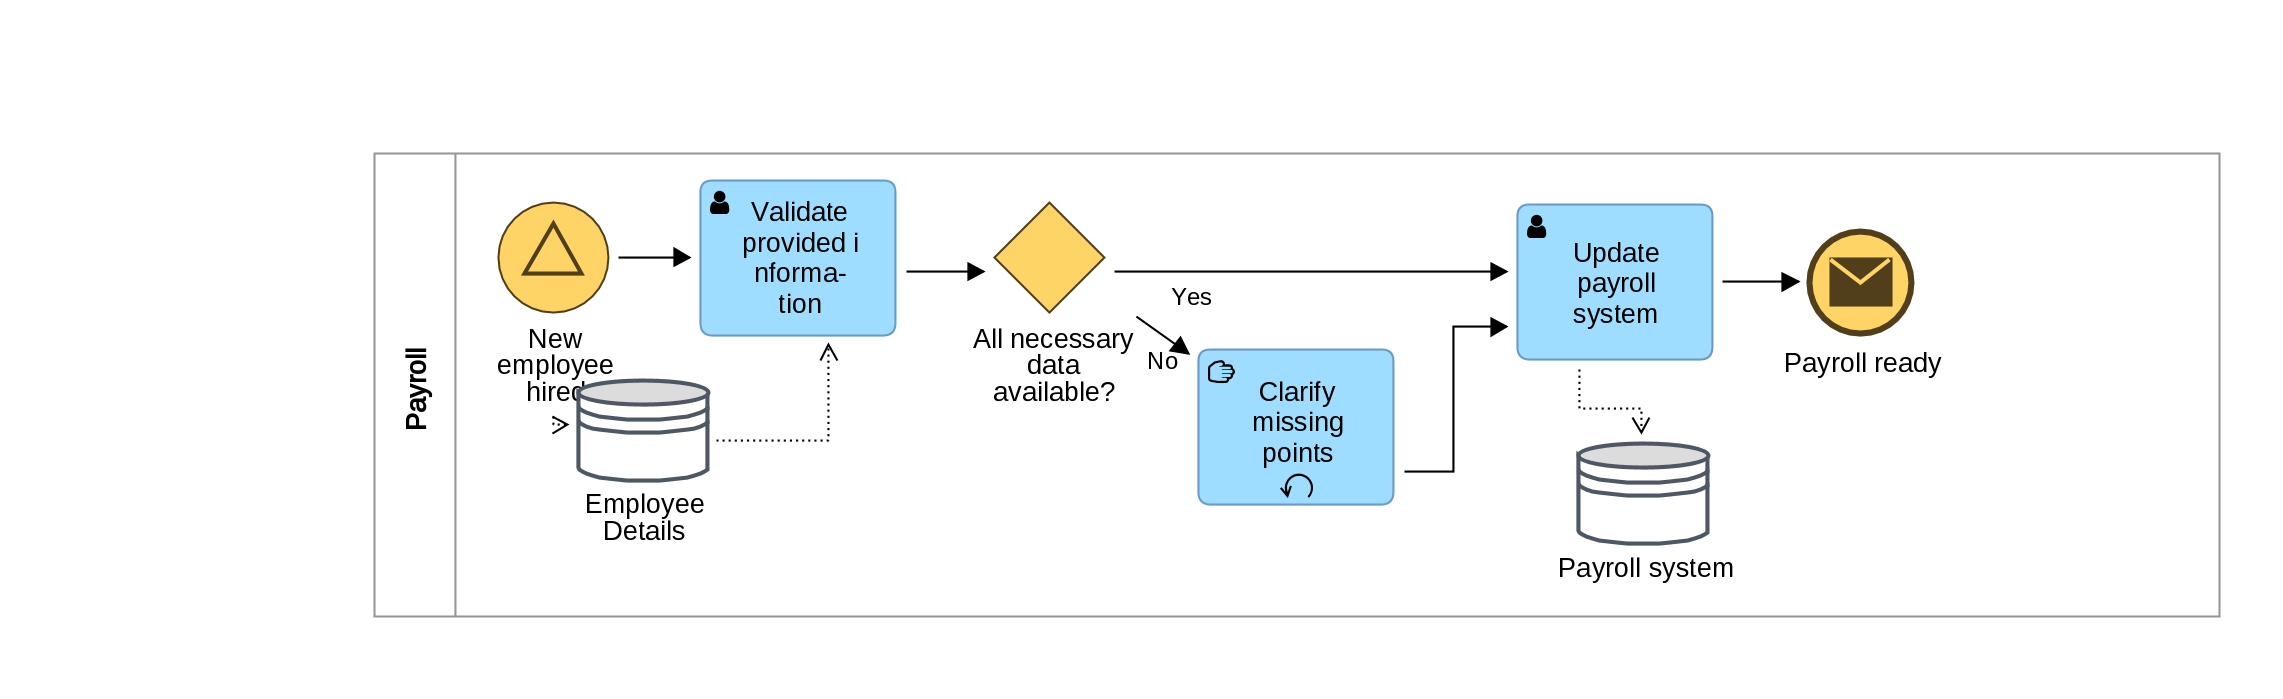 Payroll
New
employee
hired
Employee
Details
Validate
provided i
nforma-
tion
All necessary
data
available?
Yes
No
Clarify
missing
points
Update
payroll
system
Payroll system
Payroll ready